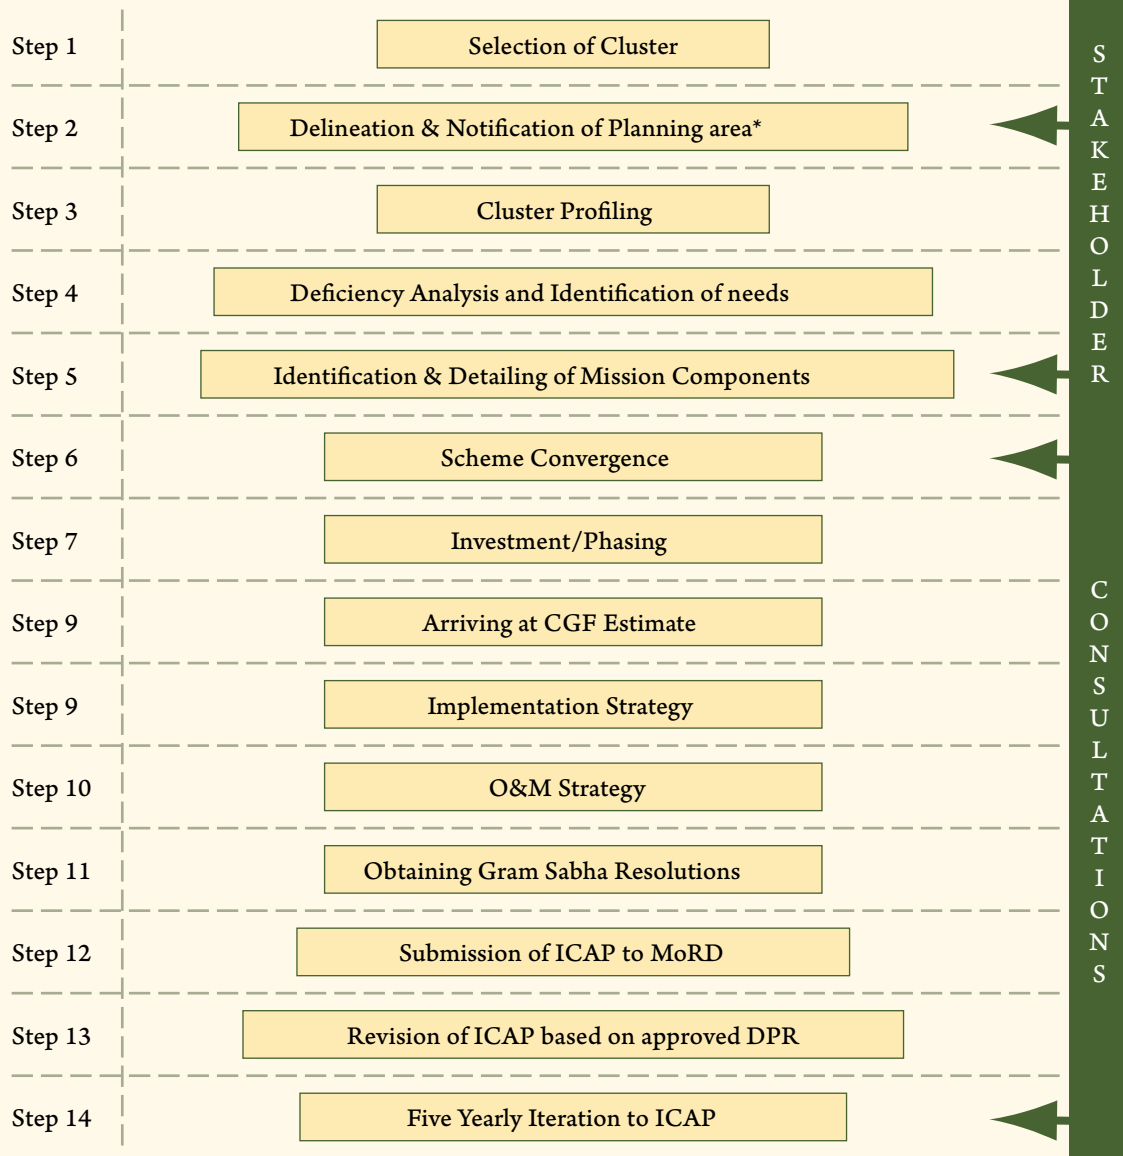 Step 1
Selection of Cluster
Step 2
Delineation & Notification of Planning area*
Step 3
Cluster Profiling
Step 4
Deficiency Analysis and Identification of needs
Step 5
Identification & Detailing of Mission Components
Step 6
Scheme Convergence
Step 7
Investment/Phasing
Step 9
Arriving at CGF Estimate
Step 9
Implementation Strategy
Step 10
O&M Strategy
Step 11
Obtaining Gram Sabha Resolutions
Step 12
Submission of ICAP to MoRD
Step 13
Revision of ICAP based on approved DPR
Step 14
Five Yearly Iteration to ICAP
STAKEHOLDER
CONSULTATIONS